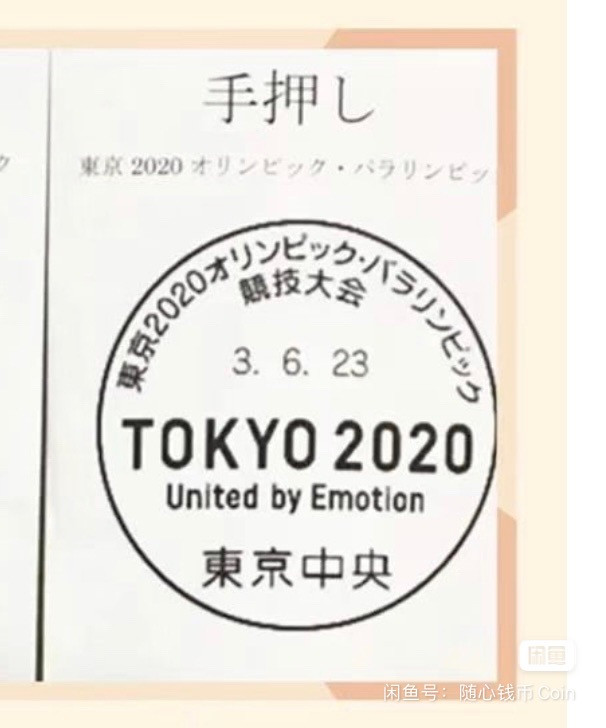 手押し
ク
東京 2020 オリンピック・パラリンピッ
東京2020オリンピック・パラリンピック
競技大会
3. 6. 23
TOKYO 2020
United by Emotion
東京中央
闲鱼
闲鱼号：随心钱币 Coin